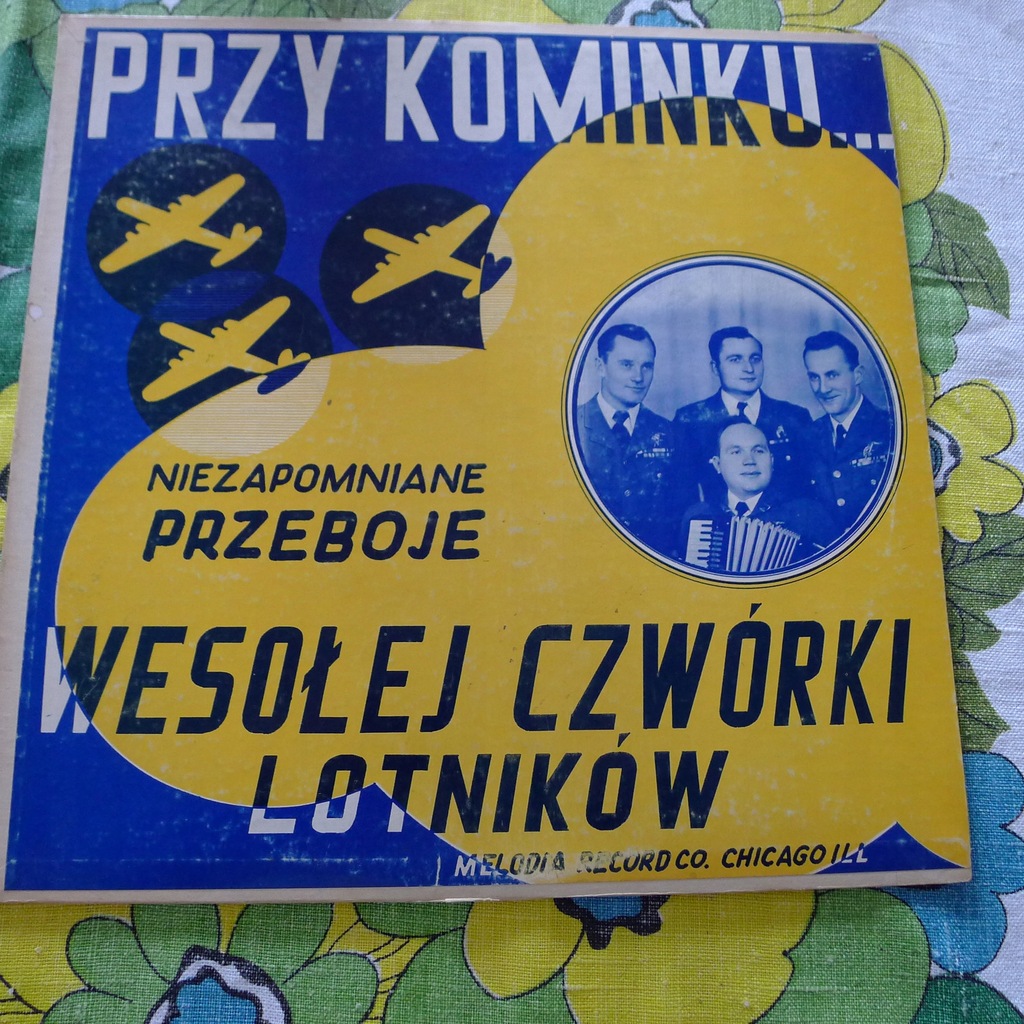 PRZY KOMINKU...
NIEZAPOMNIANE
PRZEBOJE
WESOŁEJ CZWÓRKI
LOTNIKÓW
MELODIA RECORD CO. CHICAGO ILL